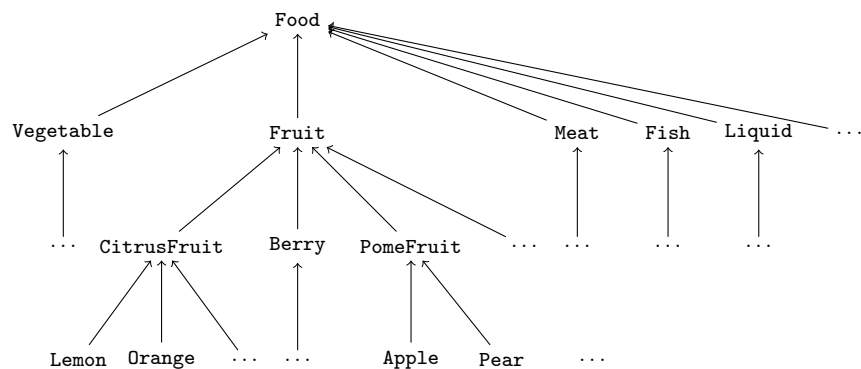 Food
Vegetable Fruit Meat Fish Liquid ...
... CitrusFruit Berry PomeFruit ... ... ... ...
Lemon Orange ... ... Apple Pear ...